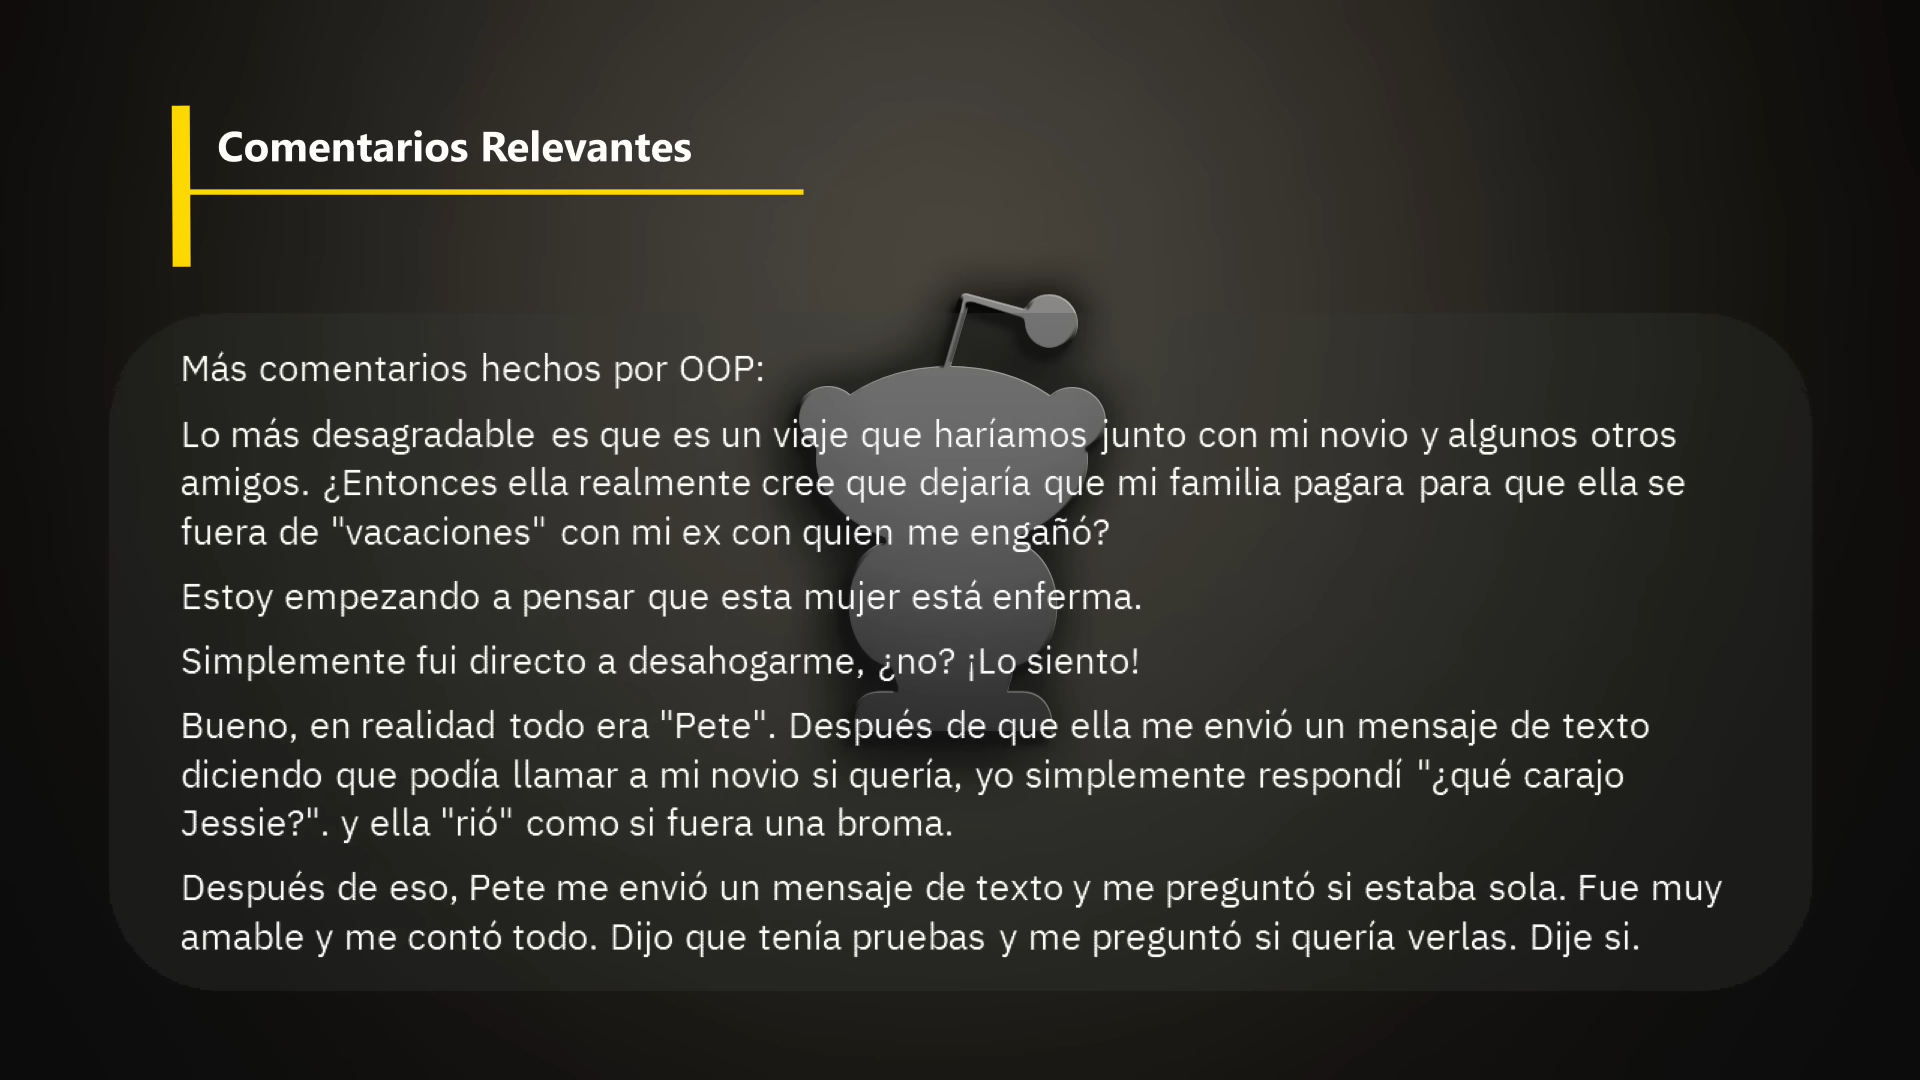 Comentarios Relevantes
Más comentarios hechos por OOP:
Lo más desagradable es que es un viaje que haríamos junto con mi novio y algunos otros
amigos. ¿Entonces ella realmente cree que dejaría que mi familia pagara para que ella se
fuera de "vacaciones" con mi ex con quien me engañó?
Estoy empezando a pensar que esta mujer está enferma.
Simplemente fui directo a desahogarme, ¿no? ¡Lo siento!
Bueno, en realidad todo era "Pete". Después de que ella me envió un mensaje de texto
diciendo que podía llamar a mi novio si quería, yo simplemente respondí "¿qué carajo
Jessie?". y ella "rió" como si fuera una broma.
Después de eso, Pete me envió un mensaje de texto y me preguntó si estaba sola. Fue muy
amable y me contó todo. Dijo que tenía pruebas y me preguntó si quería verlas. Dije si.